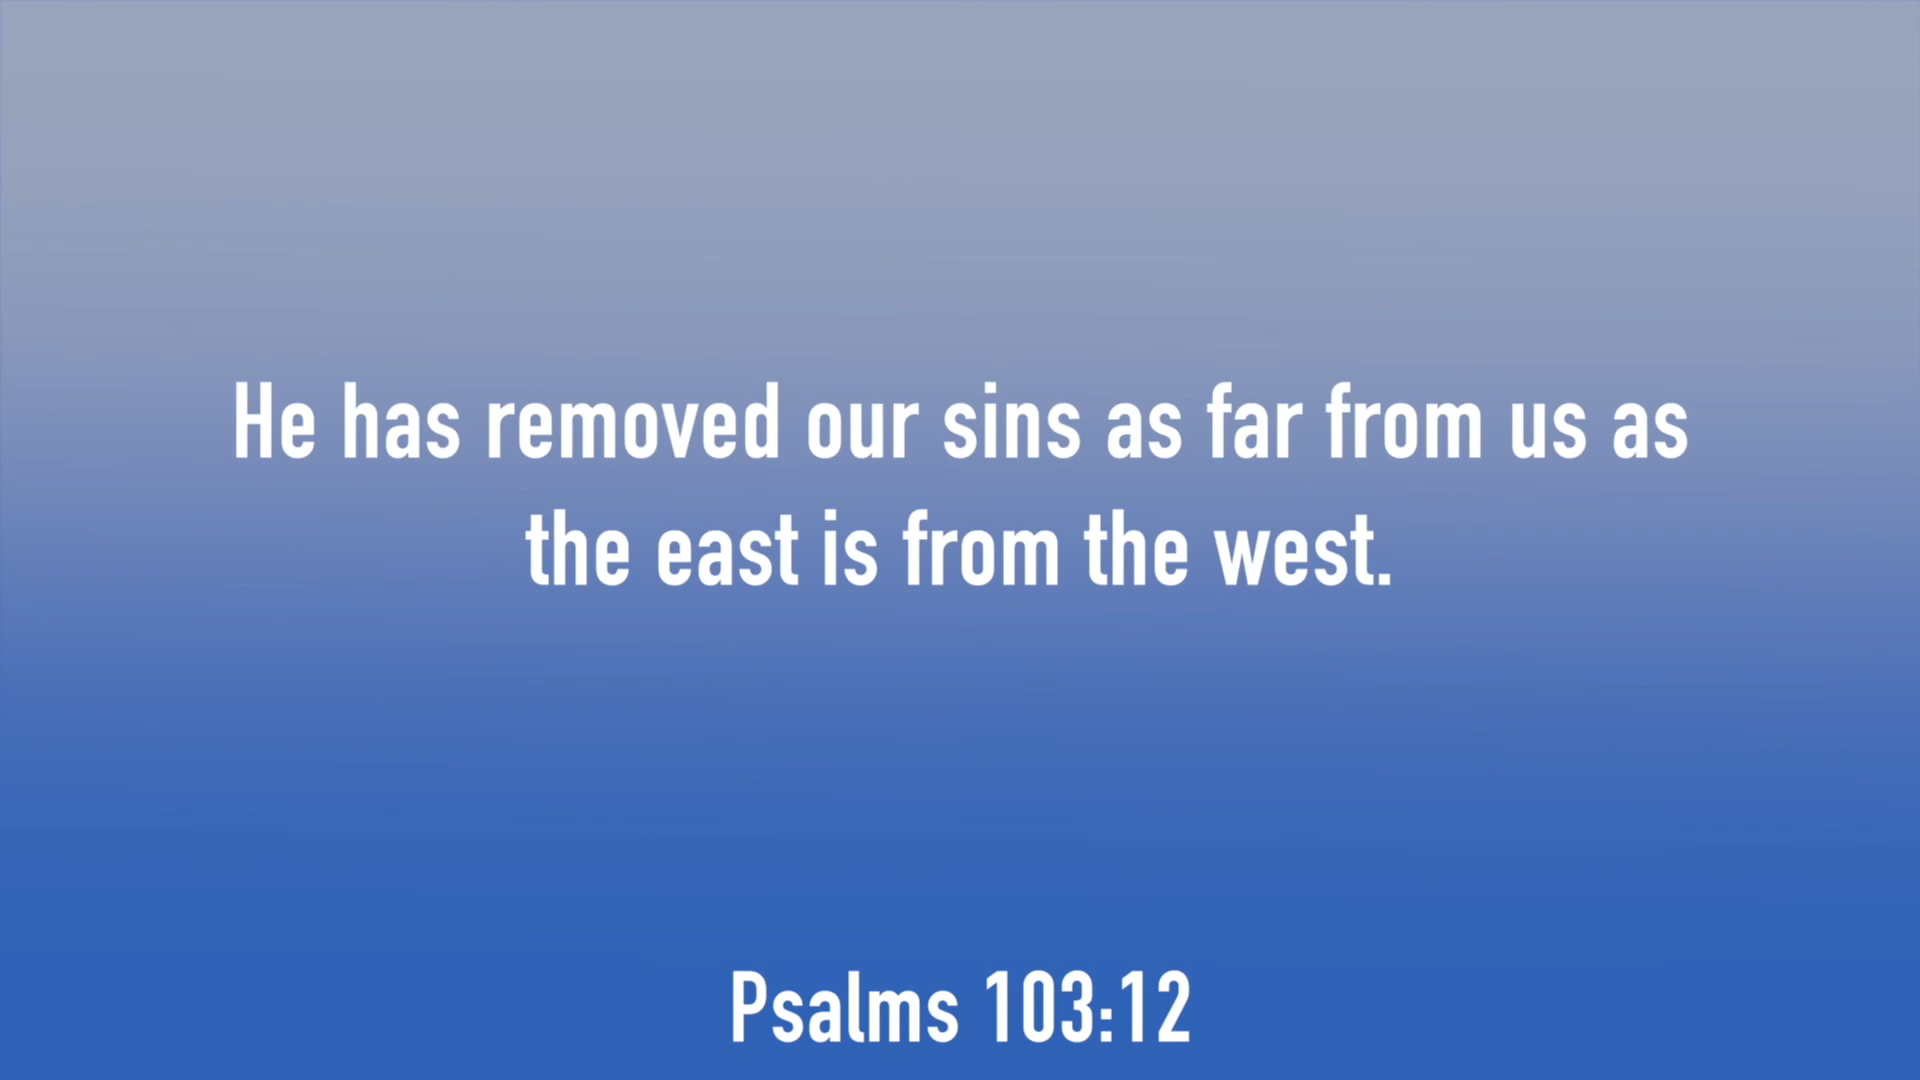 He has removed our sins as far from us as
the east is from the west.
Psalms 103:12